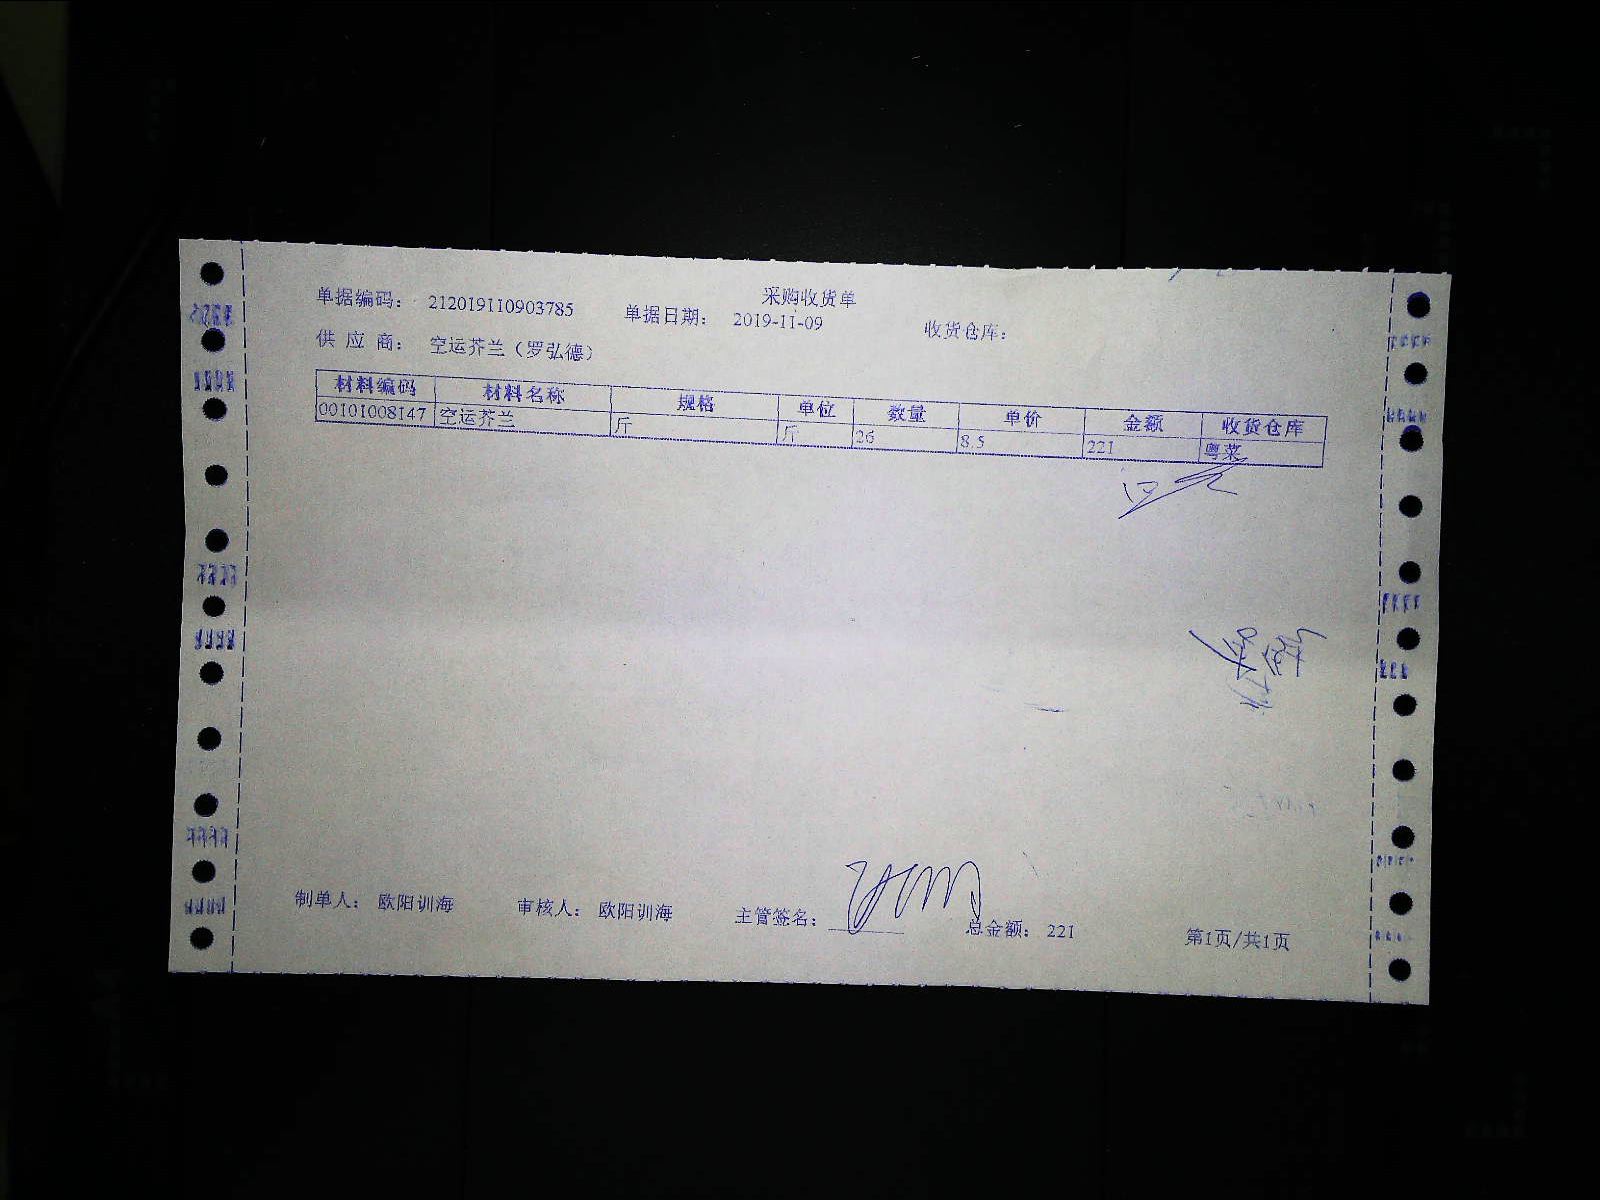 采购收货单
单据编码： 212019110903785 单据日期： 2019-11-09 收货仓库：
供 应 商： 空运芥兰（罗弘德）
材料编码 材料名称 规格 单位 数量 单价 金额 收货仓库
00101008147 空运芥兰 斤 斤 26 8.5 221 粤菜
制单人： 欧阳训海 审核人： 欧阳训海 主管签名： 总金额： 221 第1页/共1页